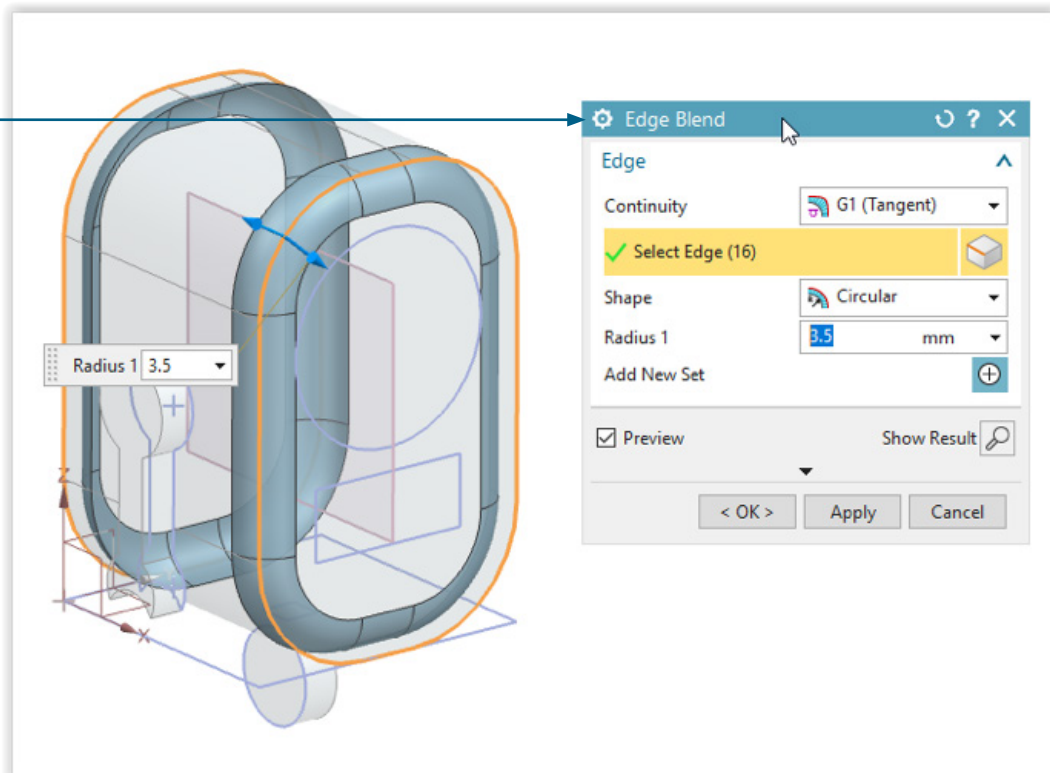 Edge Blend
?
Edge
Continuity G1 (Tangent)
Select Edge (16)
Shape Circular
Radius 1 3.5 mm
Radius 1 3.5
Add New Set
Preview Show Result
< OK > Apply Cancel
Z
X